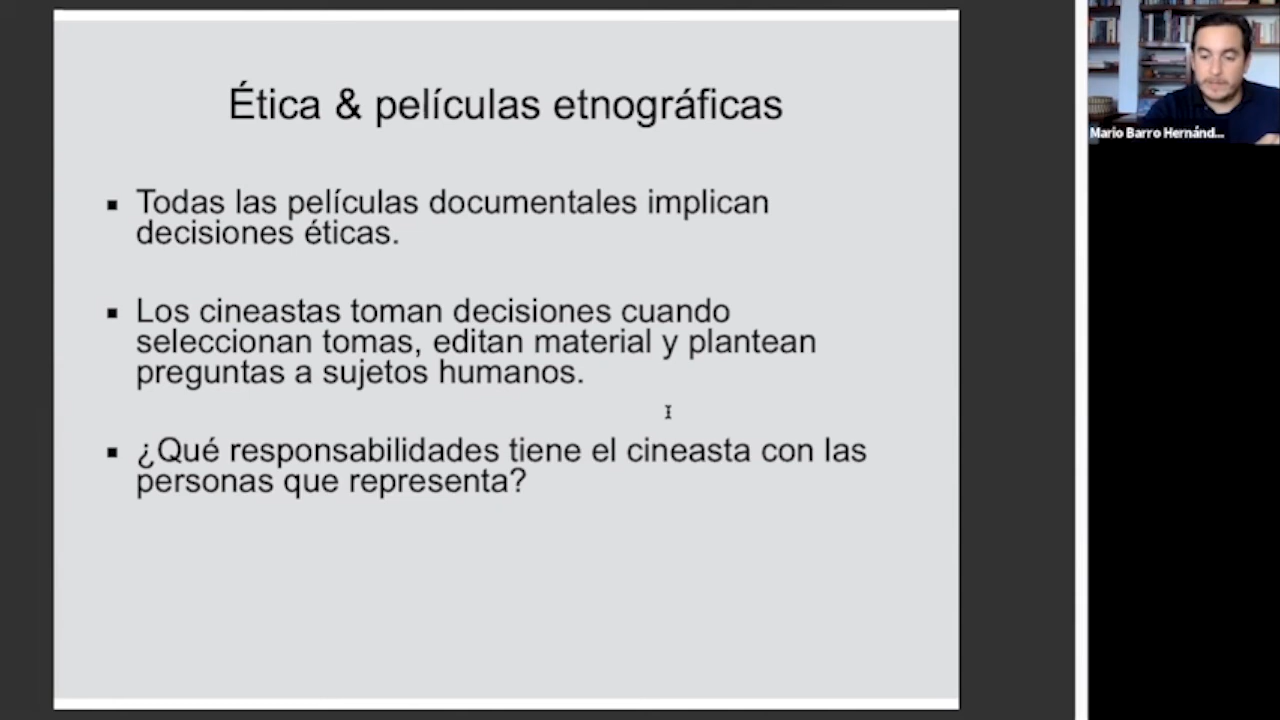 Ética & películas etnográficas
▪ Todas las películas documentales implican
decisiones éticas.
▪ Los cineastas toman decisiones cuando
seleccionan tomas, editan material y plantean
preguntas a sujetos humanos.
▪ ¿Qué responsabilidades tiene el cineasta con las
personas que representa?
Mario Barro Hernánd...